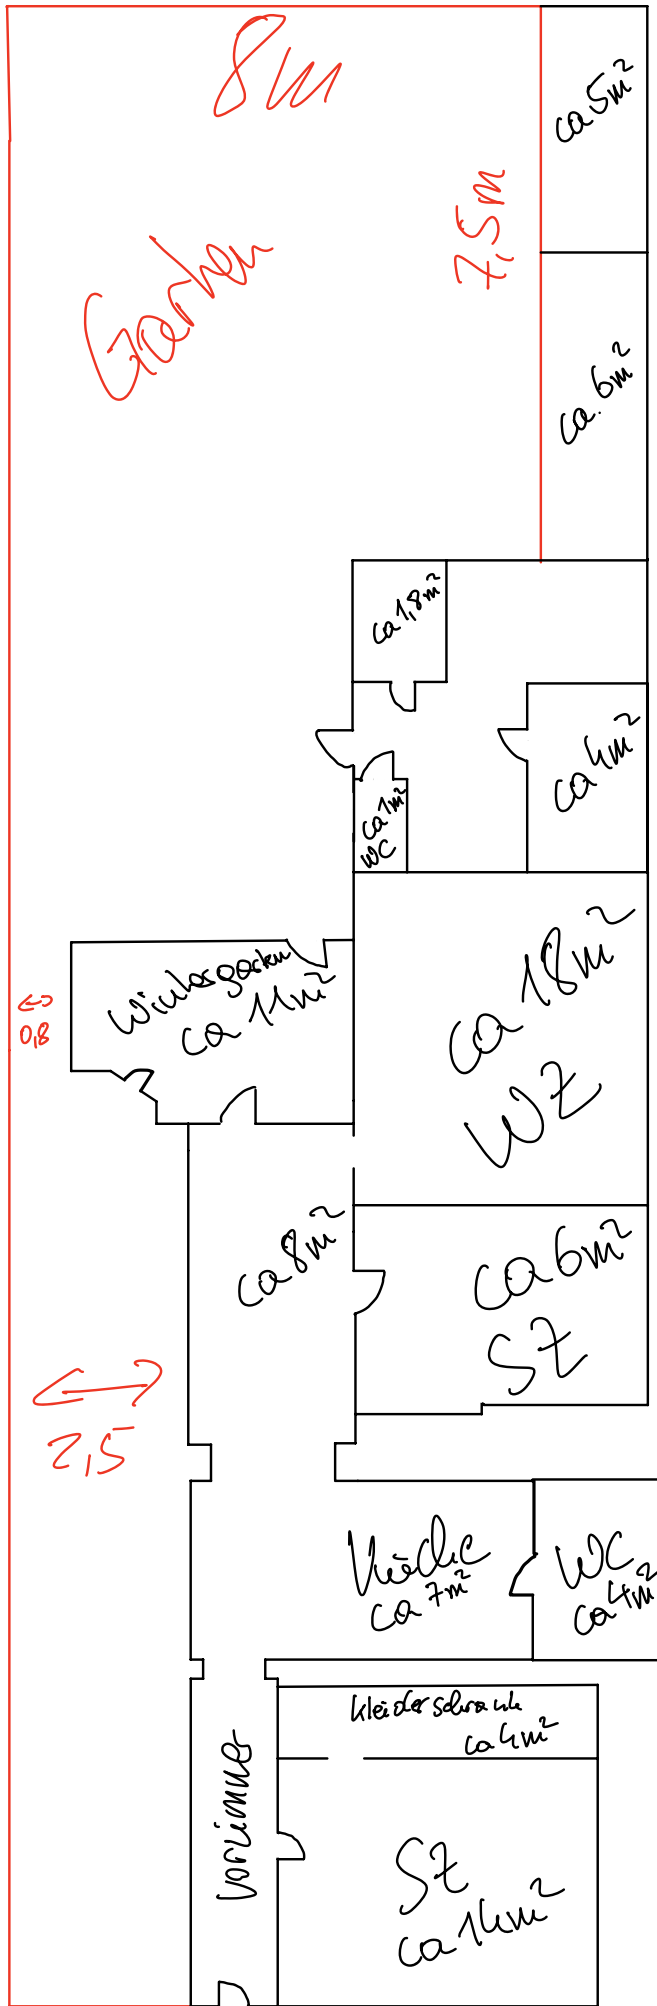 8m
ca 5m²
7,5m
Garten
ca. 6m²
ca 1,8m²
ca 4m²
ca 1m²
WC
ca 18m²
WZ
Wintergarten
ca 11m²
0,8
ca 8m²
ca 6m²
SZ
2,5
Küche
ca 7m²
WC
ca 4m²
Kleiderschrank
ca 4m²
Vorzimmer
SZ
ca 14m²